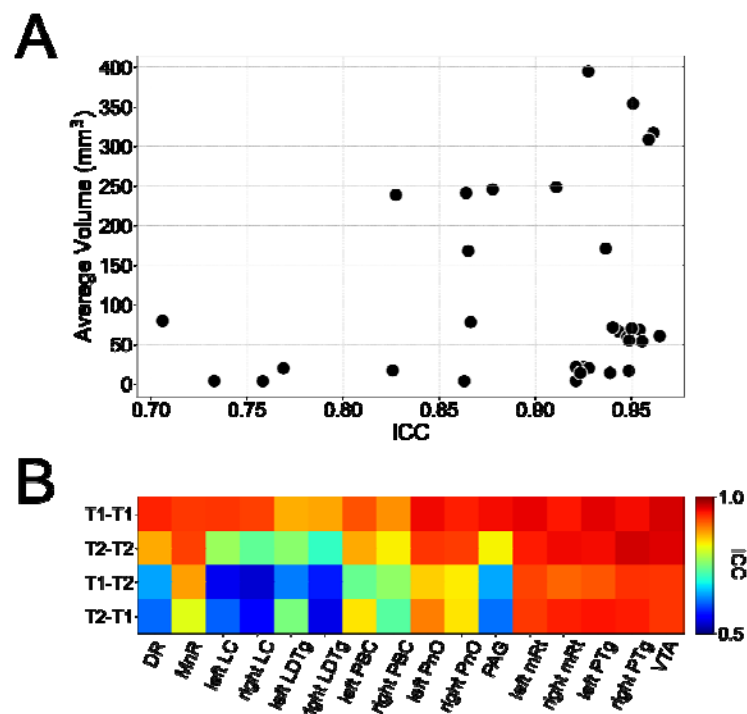 A
Average Volume (mm³)
400
350
300
250
200
150
100
50
0
0.70 0.75 0.80 0.85 0.90 0.95
ICC
B
T1-T1
T2-T2
T1-T2
T2-T1
1.0
ICC
0.5
DR MnR left LC right LC left LDTg right LDTg left PBC right PBC left PnO right PnO PAG left mRt right mRt left PTg right PTg VTA